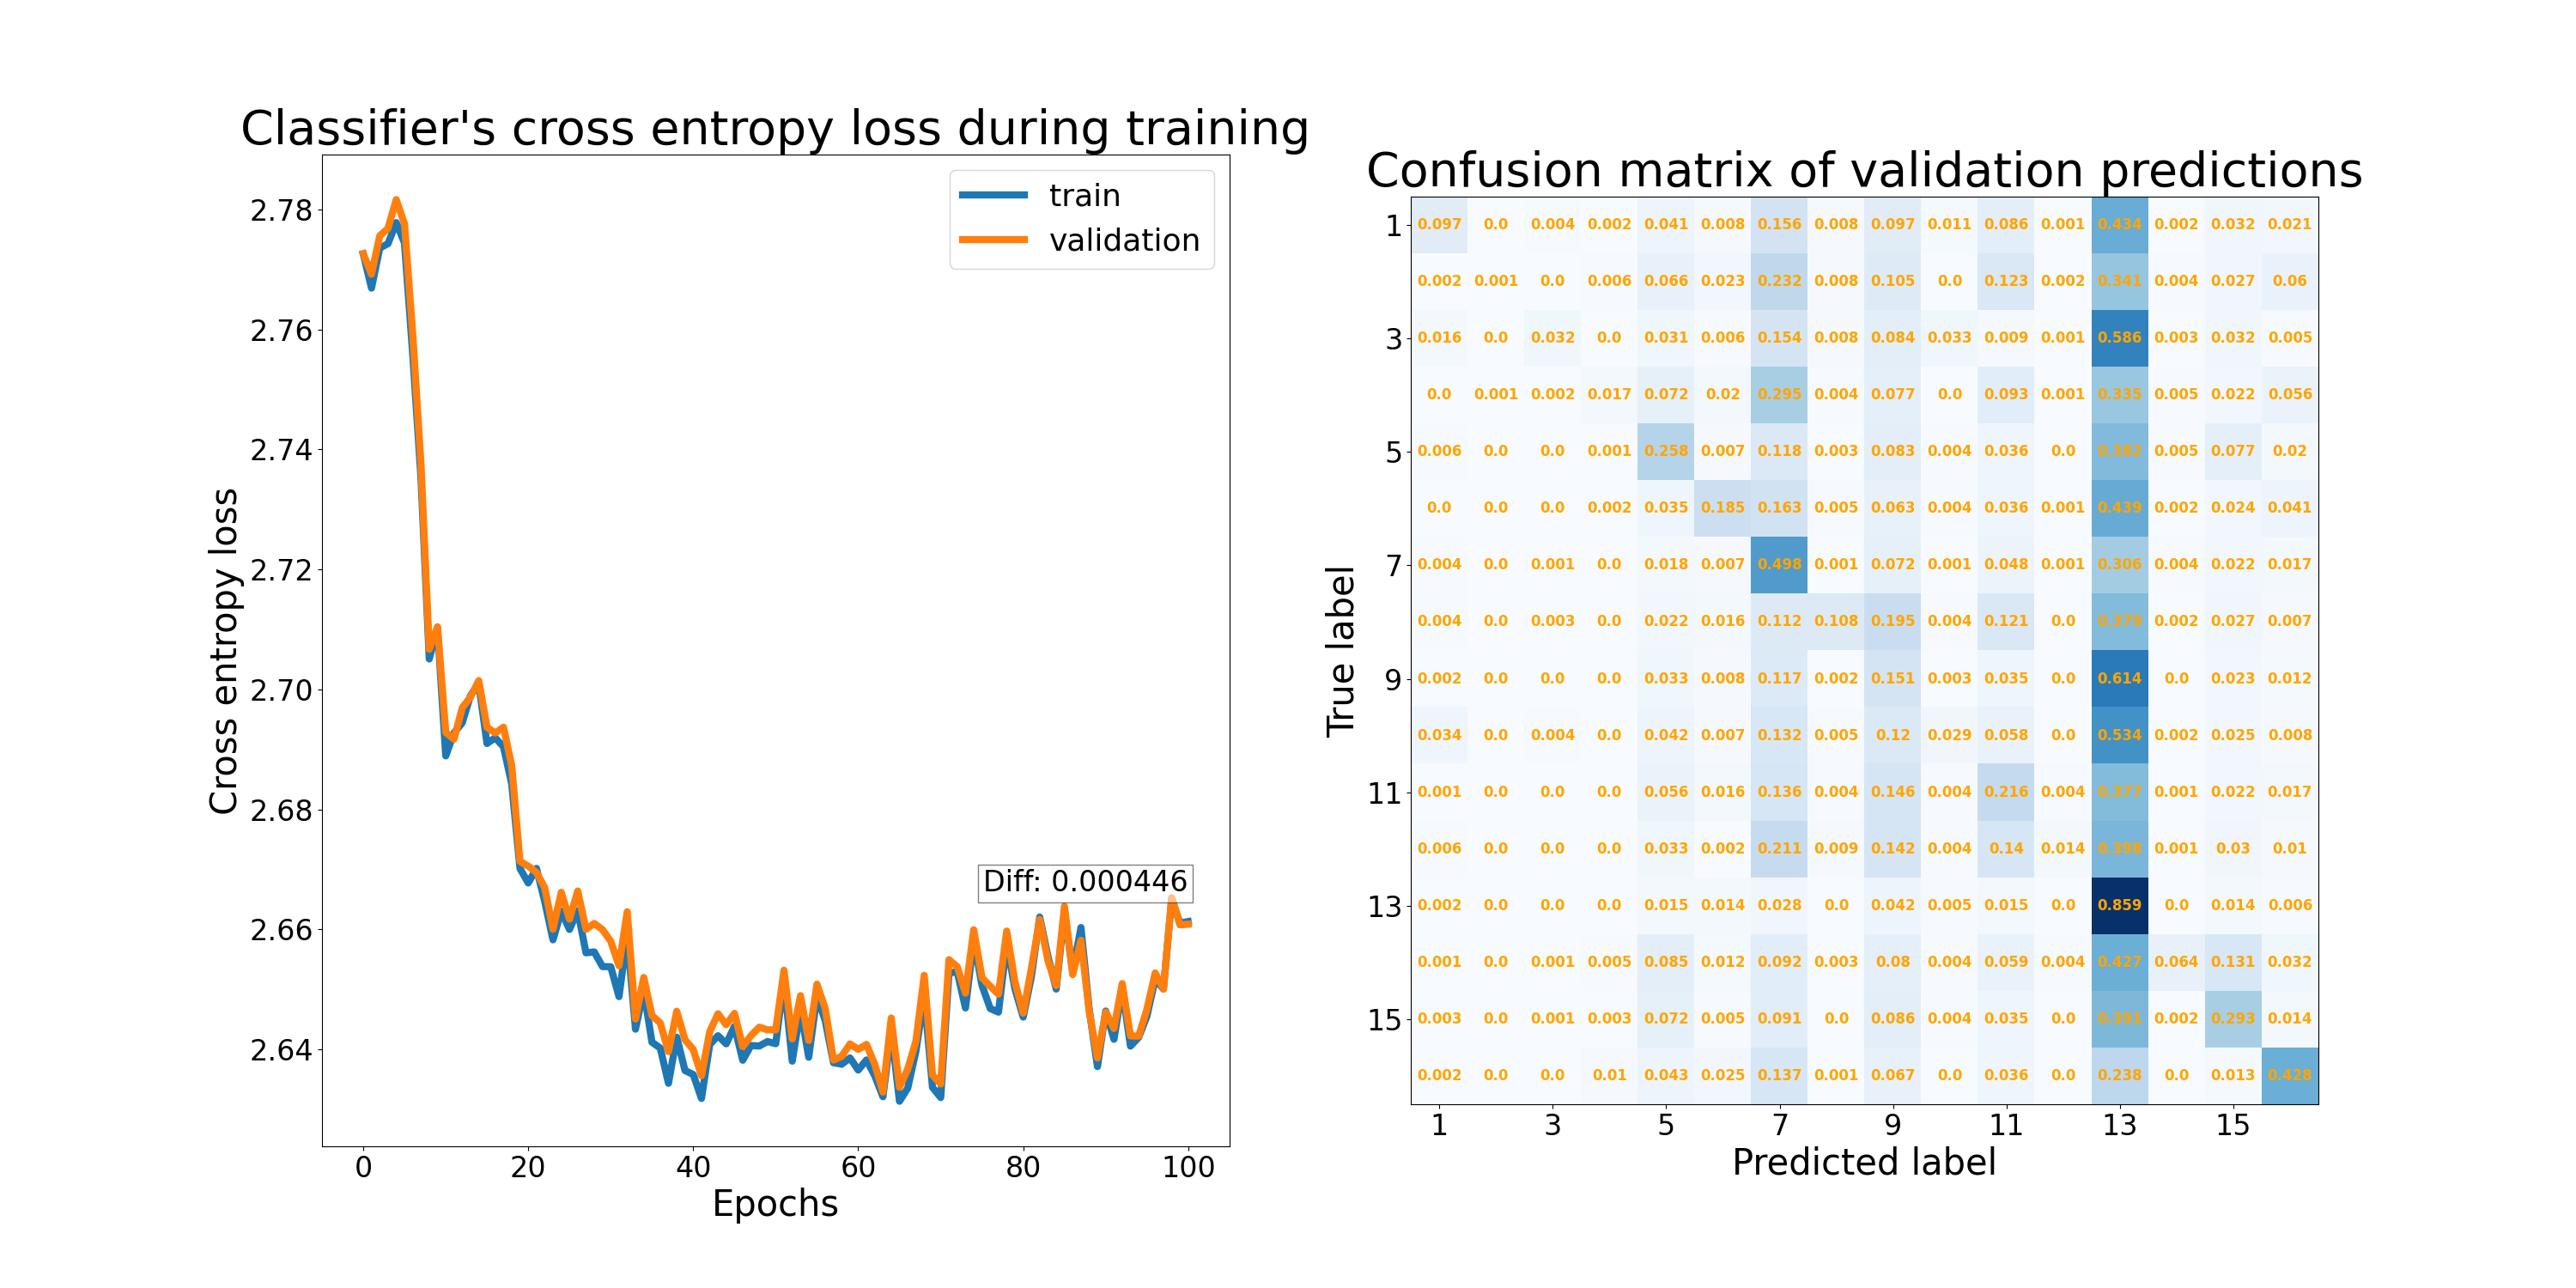 Classifier's cross entropy loss during training
train
validation
Diff: 0.000446
2.78
2.76
2.74
2.72
2.70
2.68
2.66
2.64
Cross entropy loss
0 20 40 60 80 100
Epochs
Confusion matrix of validation predictions
True label
1 0.097 0.0 0.004 0.002 0.041 0.008 0.156 0.008 0.097 0.011 0.086 0.001 0.434 0.002 0.032 0.021
0.002 0.001 0.0 0.006 0.066 0.023 0.232 0.008 0.105 0.0 0.123 0.002 0.341 0.004 0.027 0.06
3 0.016 0.0 0.032 0.0 0.031 0.006 0.154 0.008 0.084 0.033 0.009 0.001 0.586 0.003 0.032 0.005
0.0 0.001 0.002 0.017 0.072 0.02 0.295 0.004 0.077 0.0 0.093 0.001 0.335 0.005 0.022 0.056
5 0.006 0.0 0.0 0.001 0.258 0.007 0.118 0.003 0.083 0.004 0.036 0.0 0.382 0.005 0.077 0.02
0.0 0.0 0.0 0.002 0.035 0.185 0.163 0.005 0.063 0.004 0.036 0.001 0.439 0.002 0.024 0.041
7 0.004 0.0 0.001 0.0 0.018 0.007 0.498 0.001 0.072 0.001 0.048 0.001 0.306 0.004 0.022 0.017
0.004 0.0 0.003 0.0 0.022 0.016 0.112 0.108 0.195 0.004 0.121 0.0 0.379 0.002 0.027 0.007
9 0.002 0.0 0.0 0.0 0.033 0.008 0.117 0.002 0.151 0.003 0.035 0.0 0.614 0.0 0.023 0.012
0.034 0.0 0.004 0.0 0.042 0.007 0.132 0.005 0.12 0.029 0.058 0.0 0.534 0.002 0.025 0.008
11 0.001 0.0 0.0 0.0 0.056 0.016 0.136 0.004 0.146 0.004 0.216 0.004 0.377 0.001 0.022 0.017
0.006 0.0 0.0 0.0 0.033 0.002 0.211 0.009 0.142 0.004 0.14 0.014 0.398 0.001 0.03 0.01
13 0.002 0.0 0.0 0.0 0.015 0.014 0.028 0.0 0.042 0.005 0.015 0.0 0.859 0.0 0.014 0.006
0.001 0.0 0.001 0.005 0.085 0.012 0.092 0.003 0.08 0.004 0.059 0.004 0.427 0.064 0.131 0.032
15 0.003 0.0 0.001 0.003 0.072 0.005 0.091 0.0 0.086 0.004 0.035 0.0 0.391 0.002 0.293 0.014
0.002 0.0 0.0 0.01 0.043 0.025 0.137 0.001 0.067 0.0 0.036 0.0 0.238 0.0 0.013 0.428
1 3 5 7 9 11 13 15
Predicted label